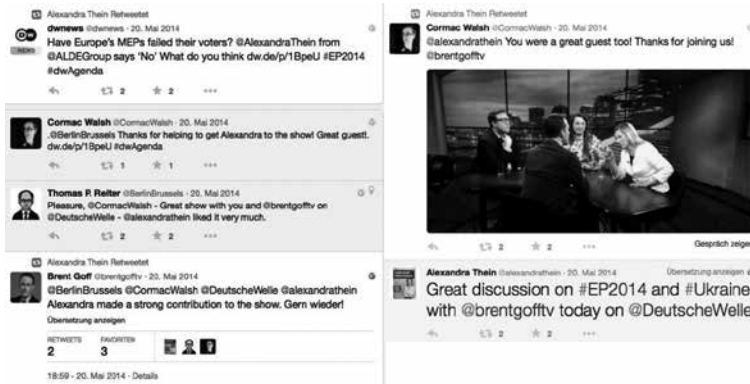 Alexandra Thein Retweetet
dwnews @dwnews · 20. Mai 2014
Have Europe's MEPs failed their voters? @AlexandraThein from
@ALDEGroup says 'No' What do you think dw.de/p/1BpeU #EP2014
#dwAgenda
2 2
Cormac Walsh @CormacWalsh · 20. Mai 2014
.@BerlinBrussels Thanks for helping to get Alexandra to the show! Great guest!.
dw.de/p/1BpeU #dwAgenda
1 1
Thomas P. Reiter @BerlinBrussels · 20. Mai 2014
Pleasure, @CormacWalsh - Great show with you and @brentgofftv on
@DeutscheWelle - @alexandrathein liked it very much.
2 2
Alexandra Thein Retweetet
Brent Goff @brentgofftv · 20. Mai 2014
@BerlinBrussels @CormacWalsh @DeutscheWelle @alexandrathein
Alexandra made a strong contribution to the show. Gern wieder!
Übersetzung anzeigen
RETWEETS FAVORITEN
2 3
18:59 - 20. Mai 2014 · Details
Alexandra Thein Retweetet
Cormac Walsh @CormacWalsh · 20. Mai 2014
@alexandrathein You were a great guest too! Thanks for joining us!
@brentgofftv
2 2 Gespräch zeige
Alexandra Thein @alexandrathein · 20. Mai 2014 Übersetzung anzeigen
Great discussion on #EP2014 and #Ukraine
with @brentgofftv today on @DeutscheWelle
2 2